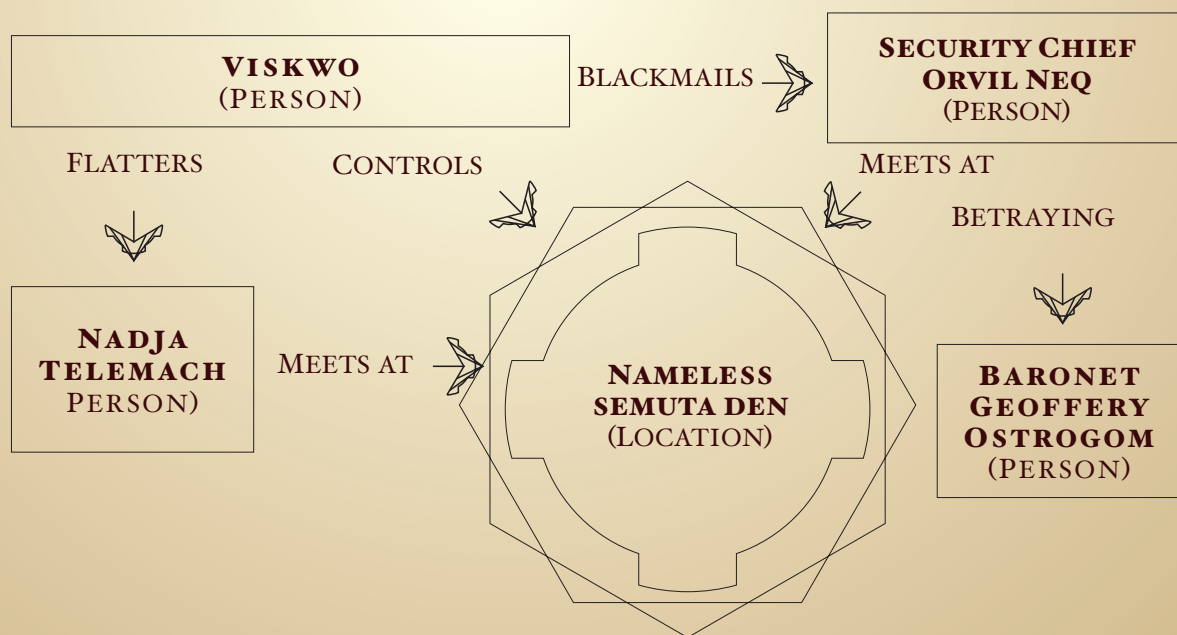 VISKWO
(PERSON)
BLACKMAILS
SECURITY CHIEF
ORVIL NEQ
(PERSON)
FLATTERS
CONTROLS
MEETS AT
BETRAYING
NADJA
TELEMACH
PERSON)
MEETS AT
NAMELESS
SEMUTA DEN
(LOCATION)
BARONET
GEOFFERY
OSTROGOM
(PERSON)